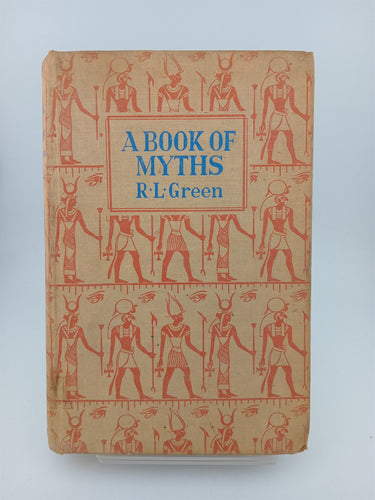 A BOOK OF
MYTHS
R·L·Green